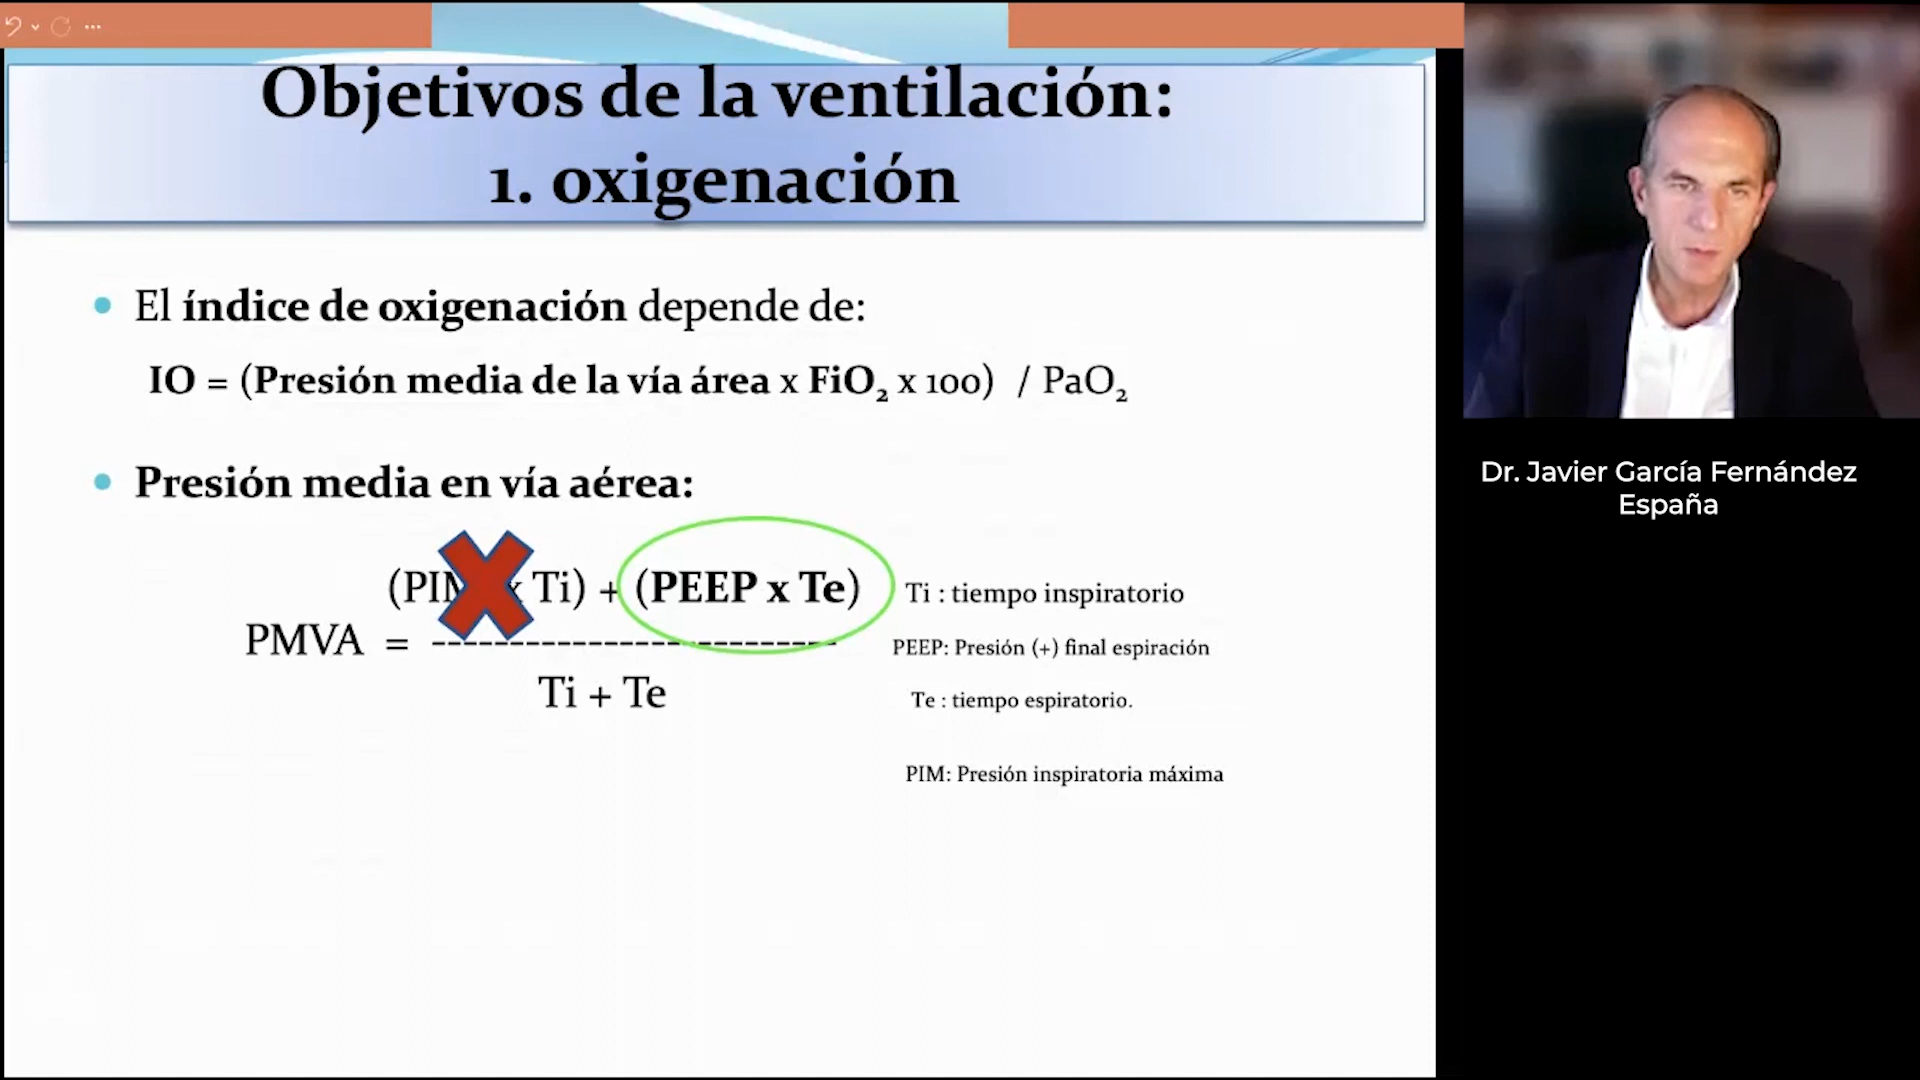 Objetivos de la ventilación:
1. oxigenación
El índice de oxigenación depende de:
IO = (Presión media de la vía área x FiO₂ x 100) / PaO₂
Presión media en vía aérea:
x Ti) + (PEEP x Te)
PMVA = --------------------------
Ti + Te
Ti : tiempo inspiratorio
PEEP: Presión (+) final espiración
Te : tiempo espiratorio.
PIM: Presión inspiratoria máxima
Dr. Javier García Fernández
España